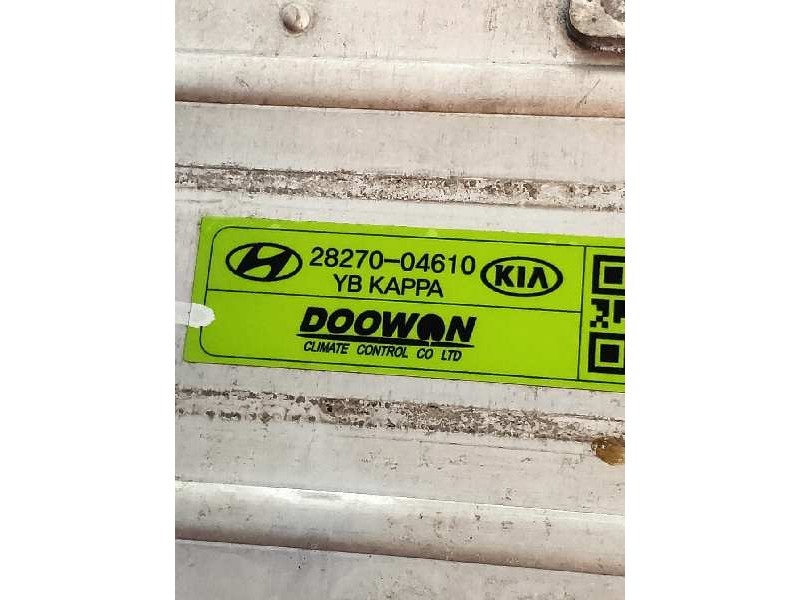 28270-04610
KIA
YB KAPPA
DOOWON
CLIMATE CONTROL CO LTD